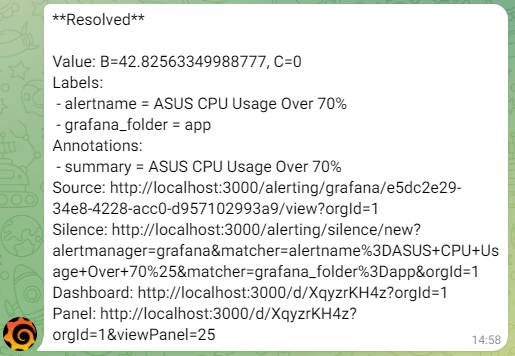 **Resolved**
Value: B=42.82563349988777, C=0
Labels:
- alertname = ASUS CPU Usage Over 70%
- grafana_folder = app
Annotations:
- summary = ASUS CPU Usage Over 70%
Source: http://localhost:3000/alerting/grafana/e5dc2e29-
34e8-4228-acc0-d957102993a9/view?orgId=1
Silence: http://localhost:3000/alerting/silence/new?
alertmanager=grafana&matcher=alertname%3DASUS+CPU+Us
age+Over+70%25&matcher=grafana_folder%3Dapp&orgId=1
Dashboard: http://localhost:3000/d/XqyzrKH4z?orgId=1
Panel: http://localhost:3000/d/XqyzrKH4z?
orgId=1&viewPanel=25
14:58